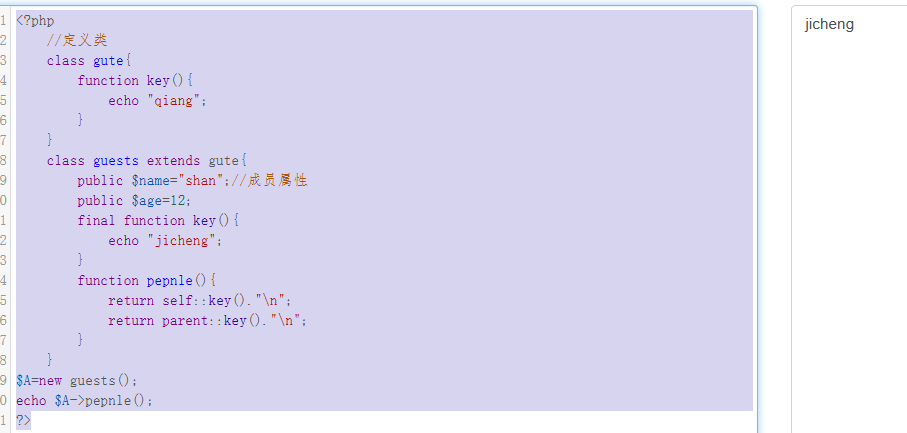 1 <?php
2 //定义类
3 class gute{
4 function key(){
5 echo "qiang";
6 }
7 }
8 class guests extends gute{
9 public $name="shan";//成员属性
0 public $age=12;
1 final function key(){
2 echo "jicheng";
3 }
4 function pepnle(){
5 return self::key()."\n";
6 return parent::key()."\n";
7 }
8 }
9 $A=new guests();
0 echo $A->pepnle();
1 ?>
jicheng